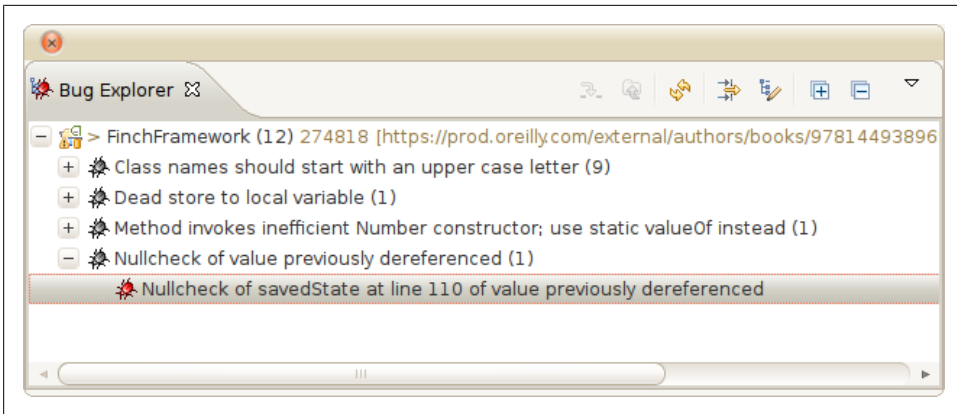 Bug Explorer
> FinchFramework (12) 274818 [https://prod.oreilly.com/external/authors/books/97814493896
Class names should start with an upper case letter (9)
Dead store to local variable (1)
Method invokes inefficient Number constructor; use static valueOf instead (1)
Nullcheck of value previously dereferenced (1)
Nullcheck of savedState at line 110 of value previously dereferenced